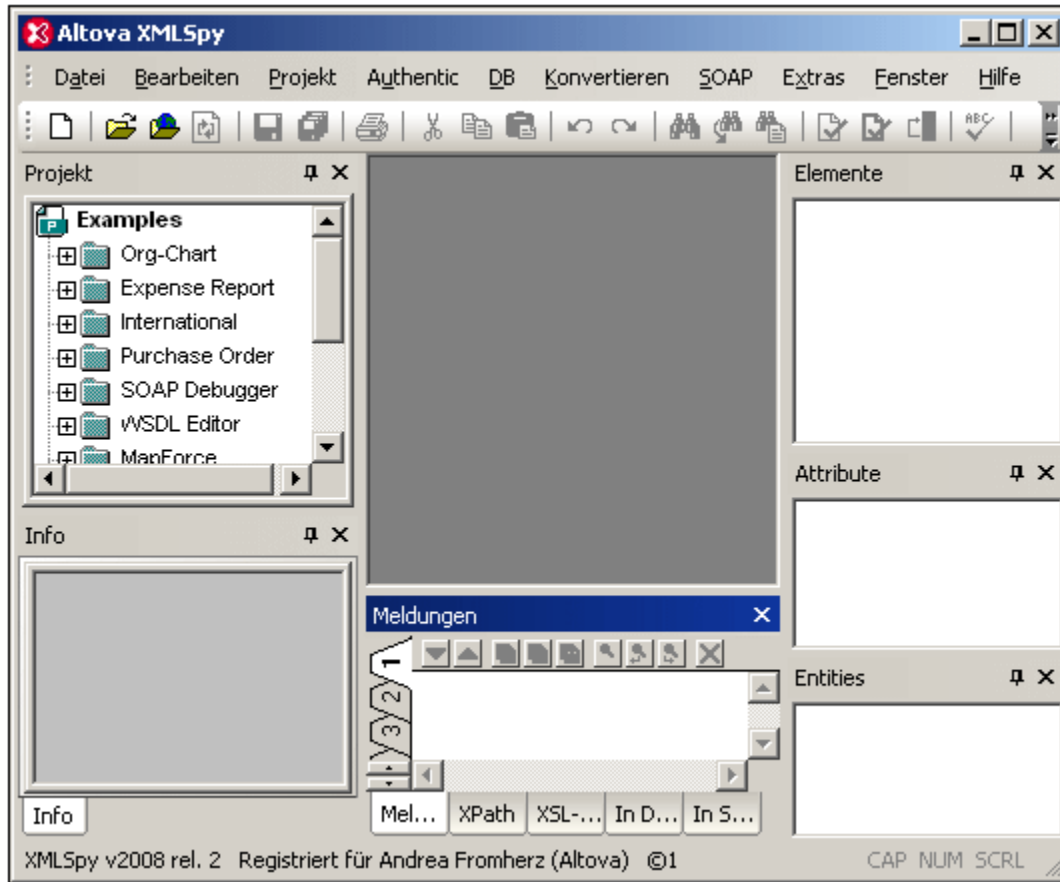 Altova XMLSpy
Datei Bearbeiten Projekt Authentic DB Konvertieren SOAP Extras Fenster Hilfe
ABC
Projekt
P
Examples
Org-Chart
Expense Report
International
Purchase Order
SOAP Debugger
WSDL Editor
MapForce
Info
Info
Meldungen
1
2
3
Mel... XPath XSL-... In D... In S...
Elemente
Attribute
Entities
XMLSpy v2008 rel. 2 Registriert für Andrea Fromherz (Altova) ©1 CAP NUM SCRL